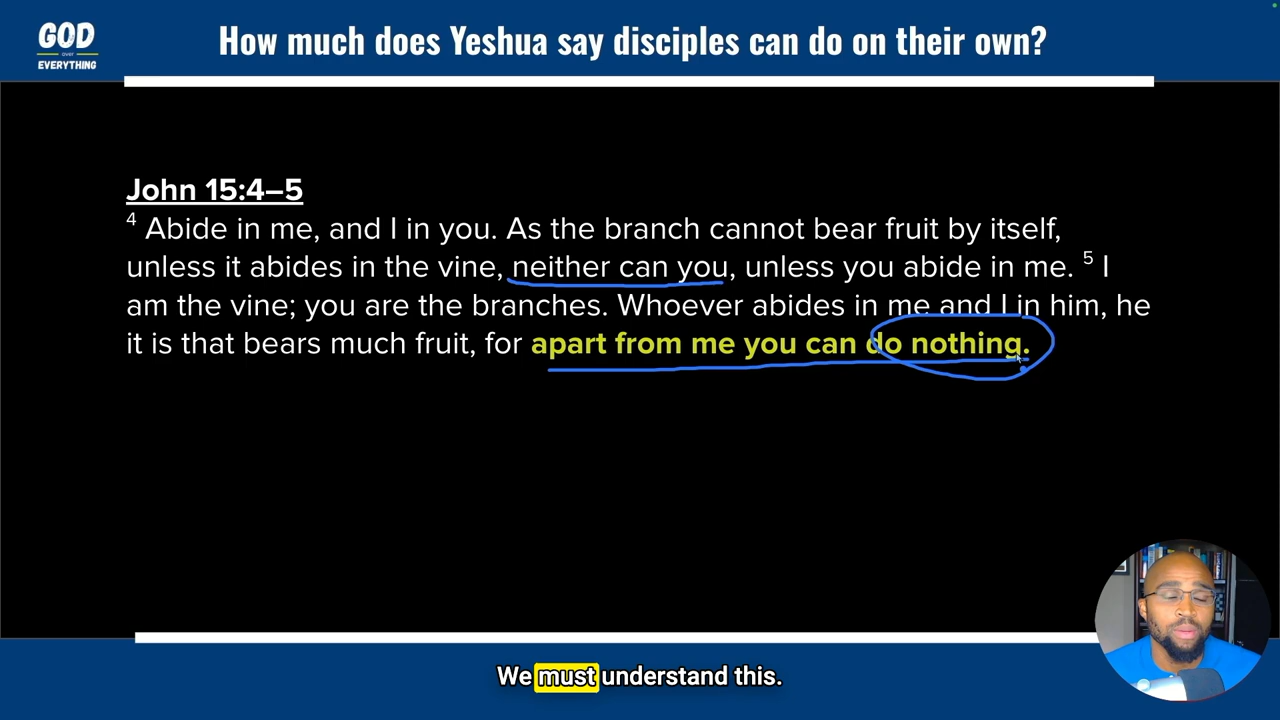 GOD
over
EVERYTHING
How much does Yeshua say disciples can do on their own?
John 15:4–5
4 Abide in me, and I in you. As the branch cannot bear fruit by itself,
unless it abides in the vine, neither can you, unless you abide in me. 5 I
am the vine; you are the branches. Whoever abides in me and I in him, he
it is that bears much fruit, for apart from me you can do nothing.
We must understand this.